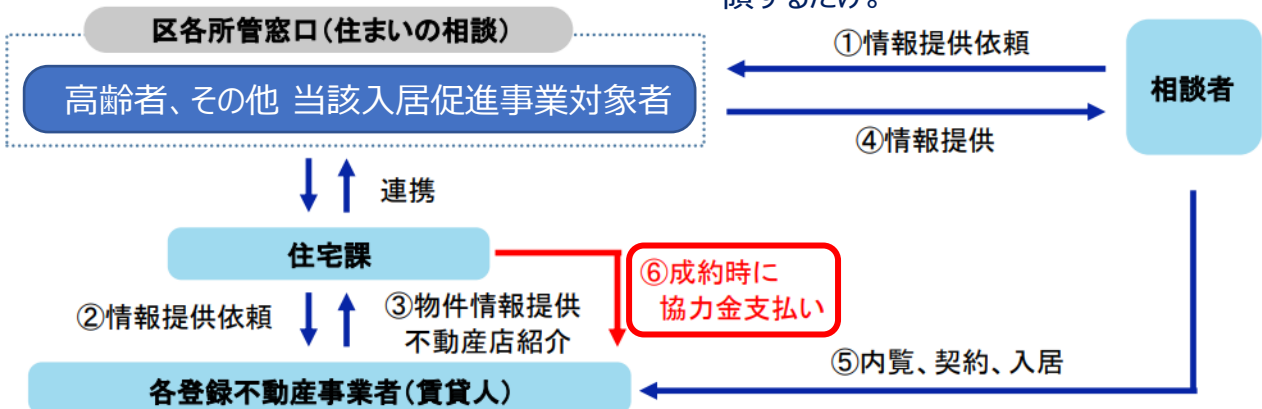 頼するだけ。
区各所管窓口（住まいの相談）
①情報提供依頼
高齢者、その他 当該入居促進事業対象者
相談者
④情報提供
連携
住宅課
⑥成約時に
協力金支払い
②情報提供依頼
③物件情報提供
不動産店紹介
⑤内覧、契約、入居
各登録不動産事業者（賃貸人）